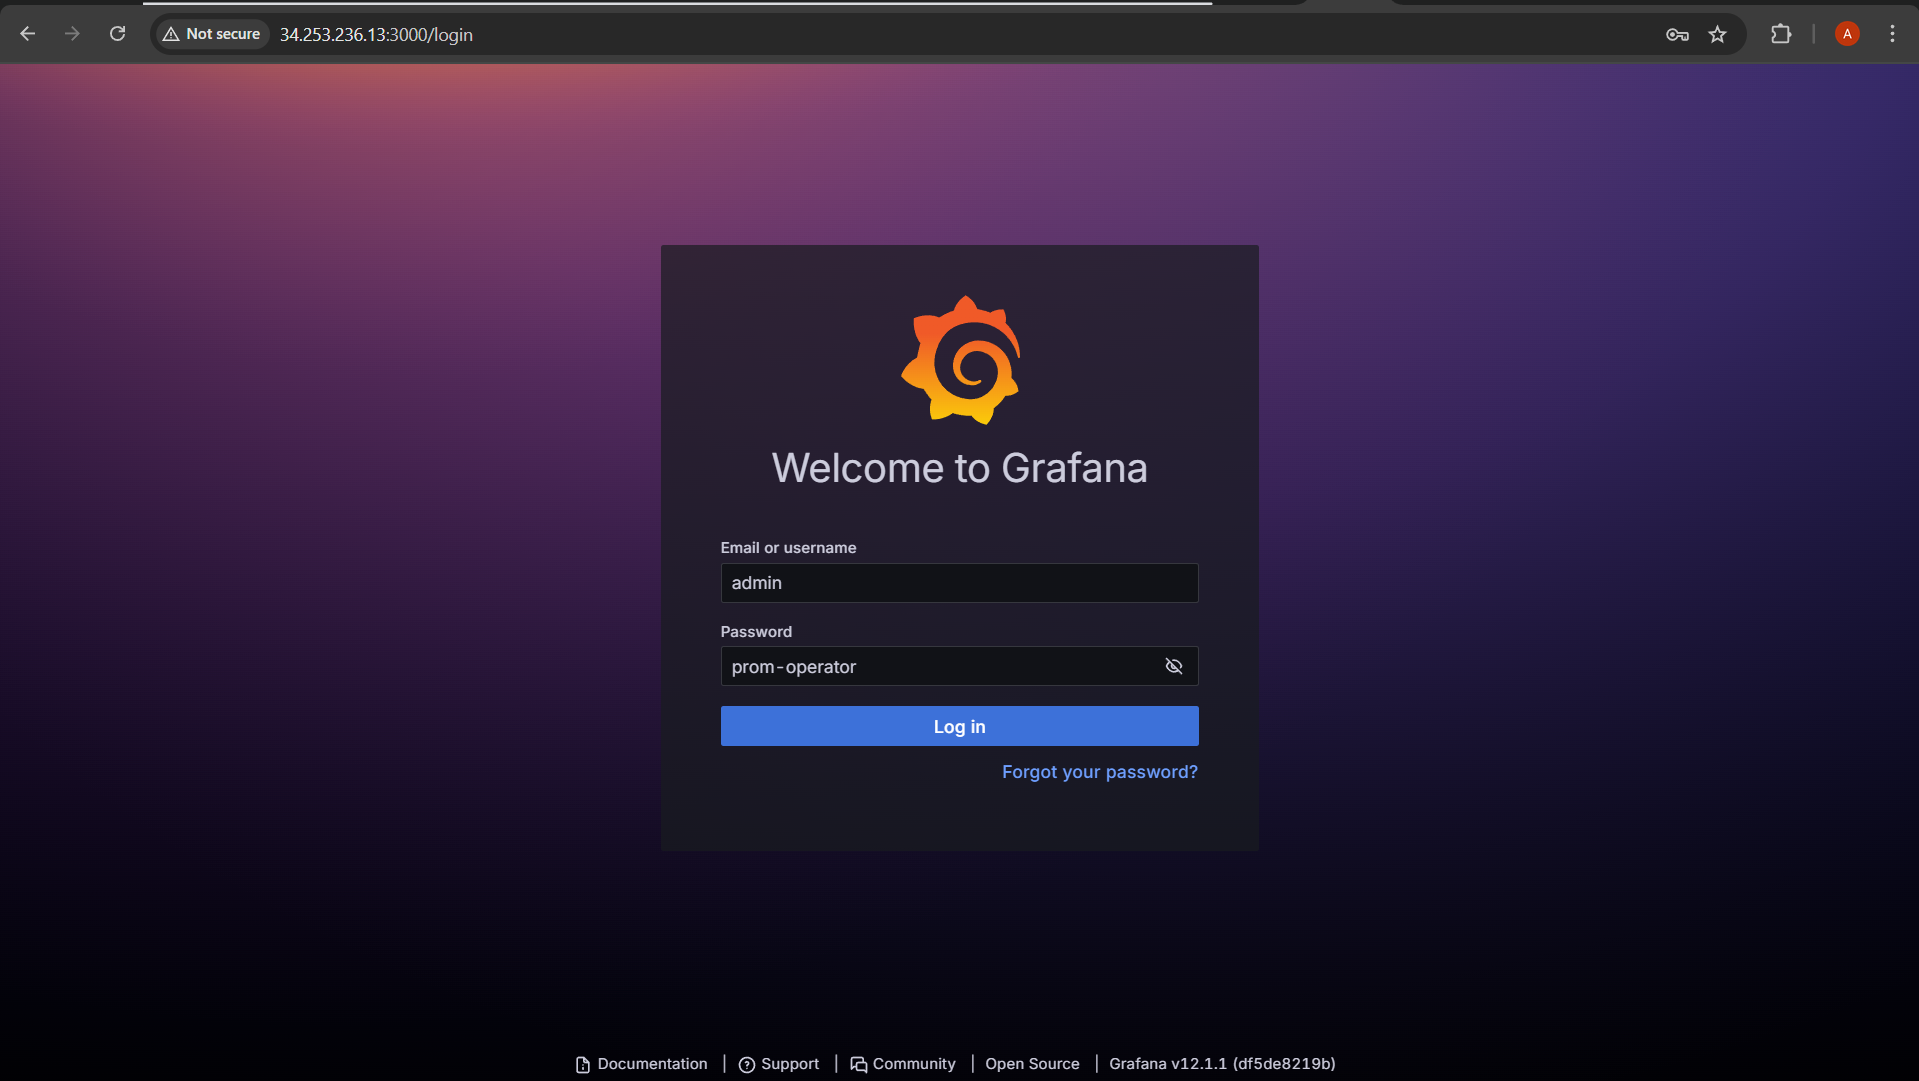 Not secure 34.253.236.13:3000/login A
Welcome to Grafana
Email or username
admin
Password
prom-operator
Log in
Forgot your password?
Documentation | Support | Community | Open Source | Grafana v12.1.1 (df5de8219b)